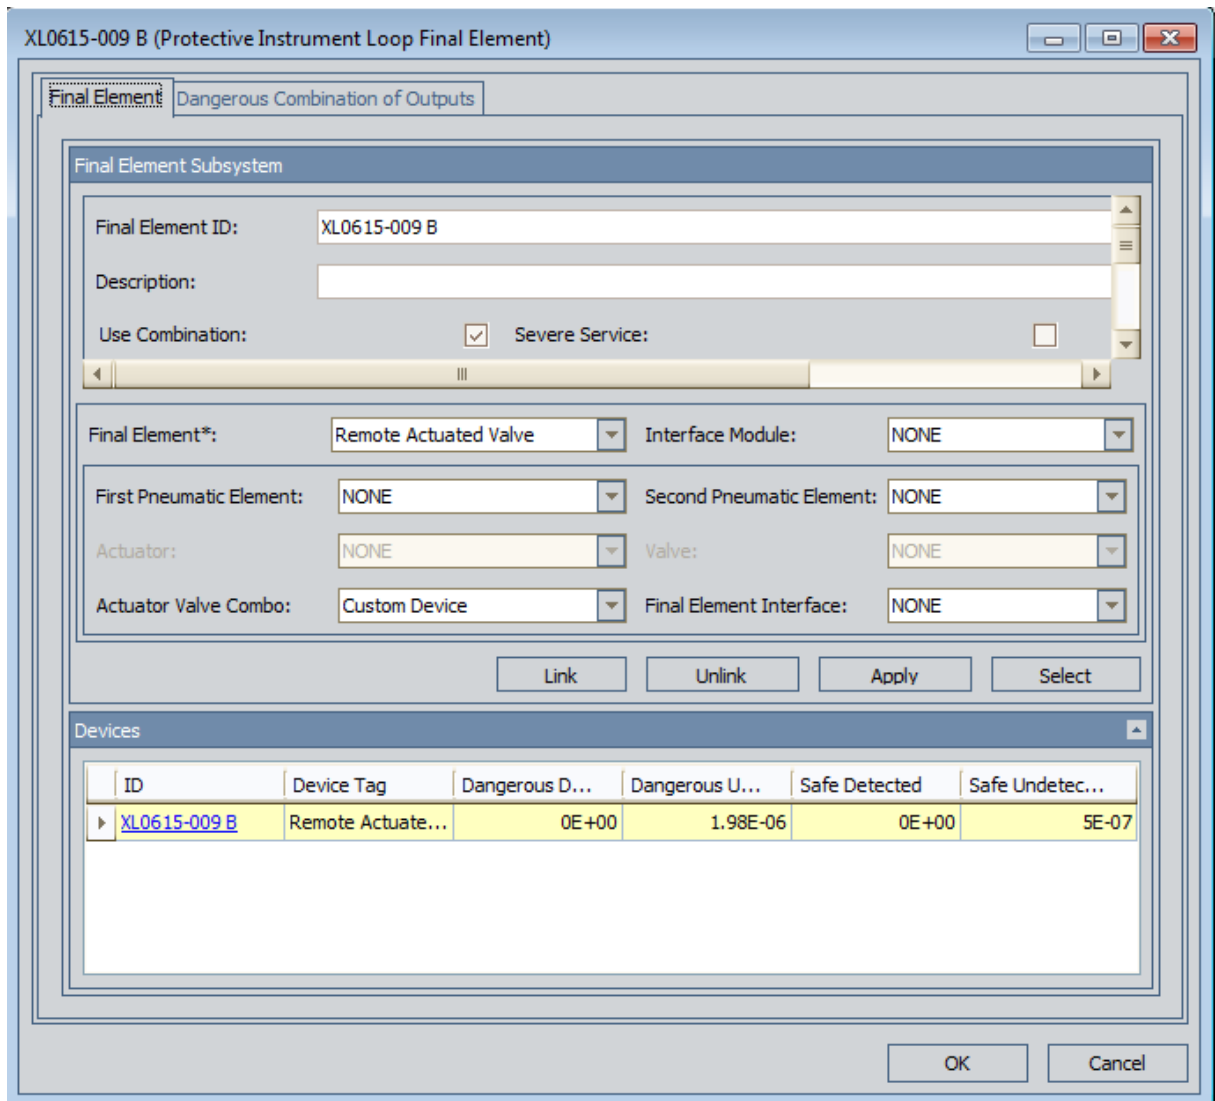 XL0615-009 B (Protective Instrument Loop Final Element)
Final Element Dangerous Combination of Outputs
Final Element Subsystem
Final Element ID: XL0615-009 B
Description:
Use Combination: Severe Service:
Final Element*: Remote Actuated Valve Interface Module: NONE
First Pneumatic Element: NONE Second Pneumatic Element: NONE
Actuator: NONE Valve: NONE
Actuator Valve Combo: Custom Device Final Element Interface: NONE
Link Unlink Apply Select
Devices
ID Device Tag Dangerous D... Dangerous U... Safe Detected Safe Undetec...
XL0615-009 B Remote Actuate... 0E+00 1.98E-06 0E+00 5E-07
OK Cancel